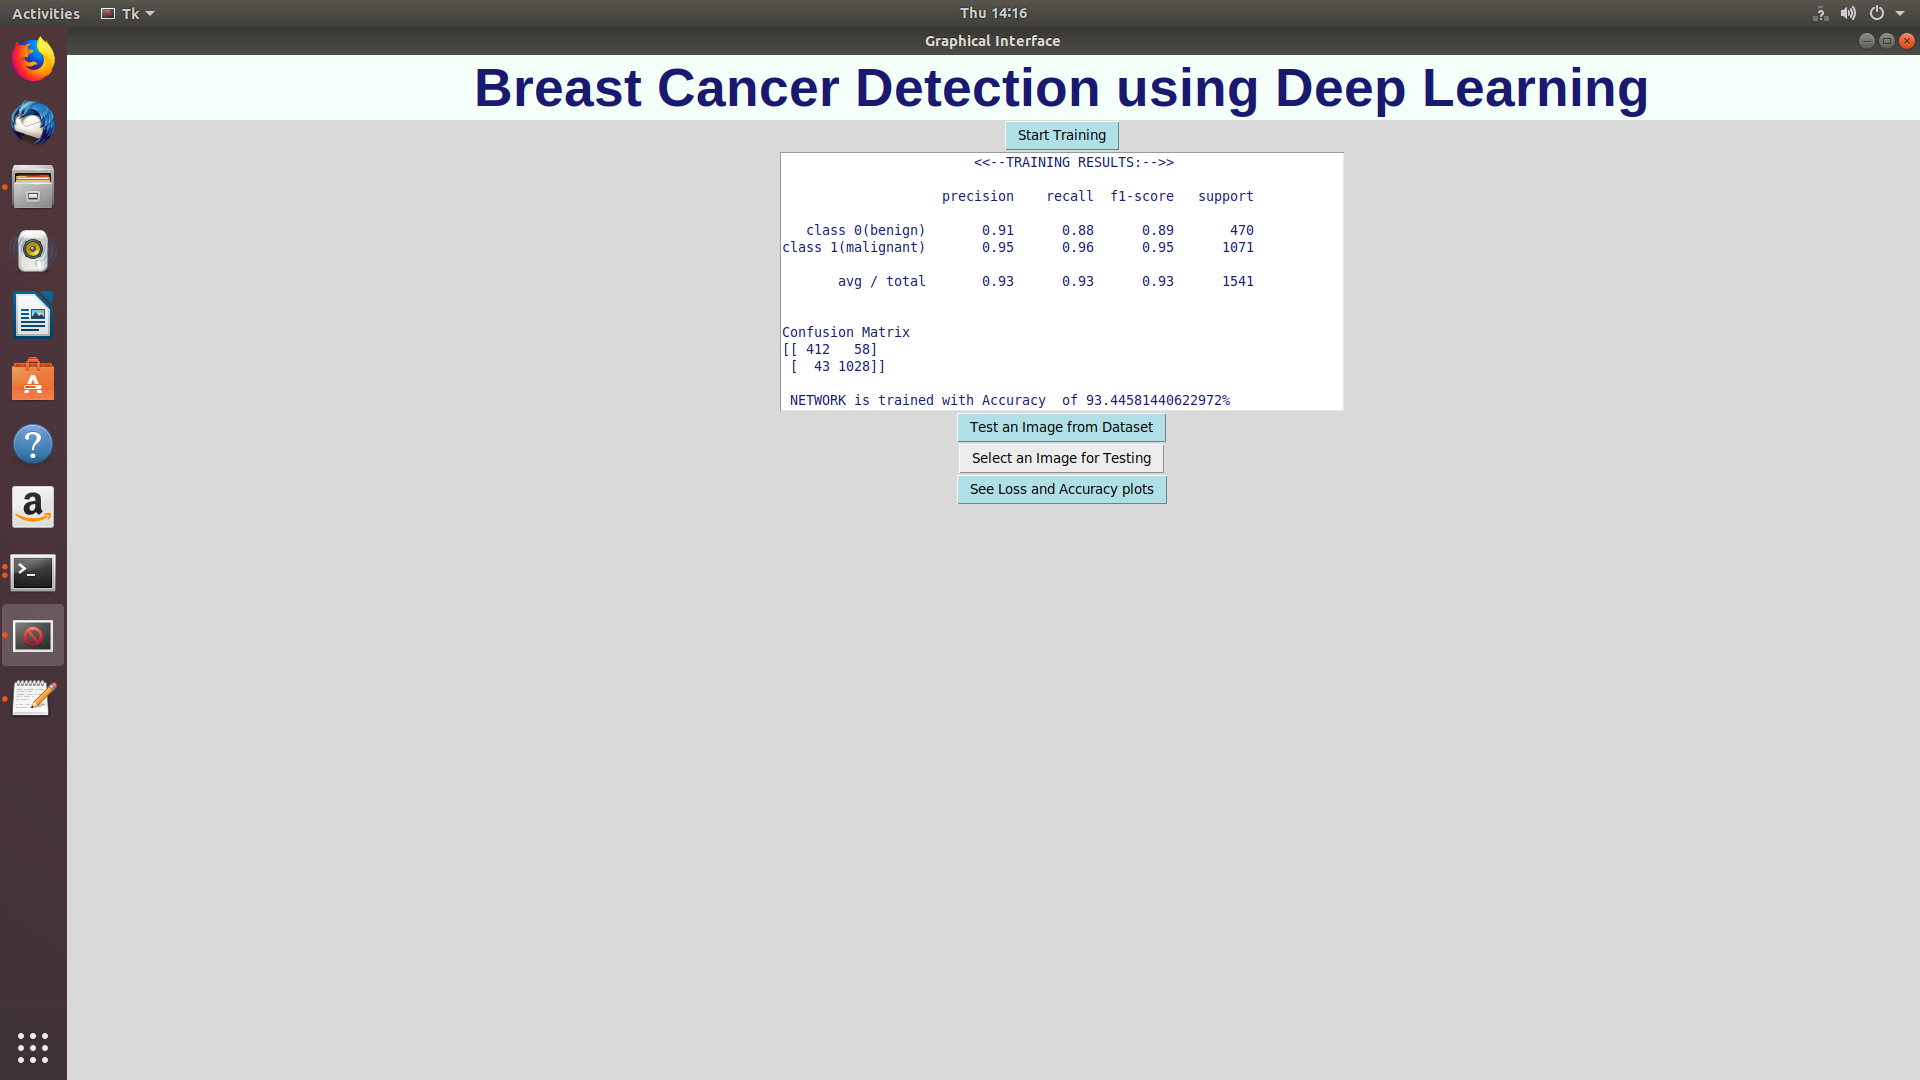 Activities Tk Thu 14:16
Graphical Interface
Breast Cancer Detection using Deep Learning
Start Training
<<--TRAINING RESULTS:-->>
precision recall f1-score support
class 0(benign) 0.91 0.88 0.89 470
class 1(malignant) 0.95 0.96 0.95 1071
avg / total 0.93 0.93 0.93 1541
Confusion Matrix
[[ 412 58]
[ 43 1028]]
NETWORK is trained with Accuracy of 93.44581440622972%
Test an Image from Dataset
Select an Image for Testing
See Loss and Accuracy plots